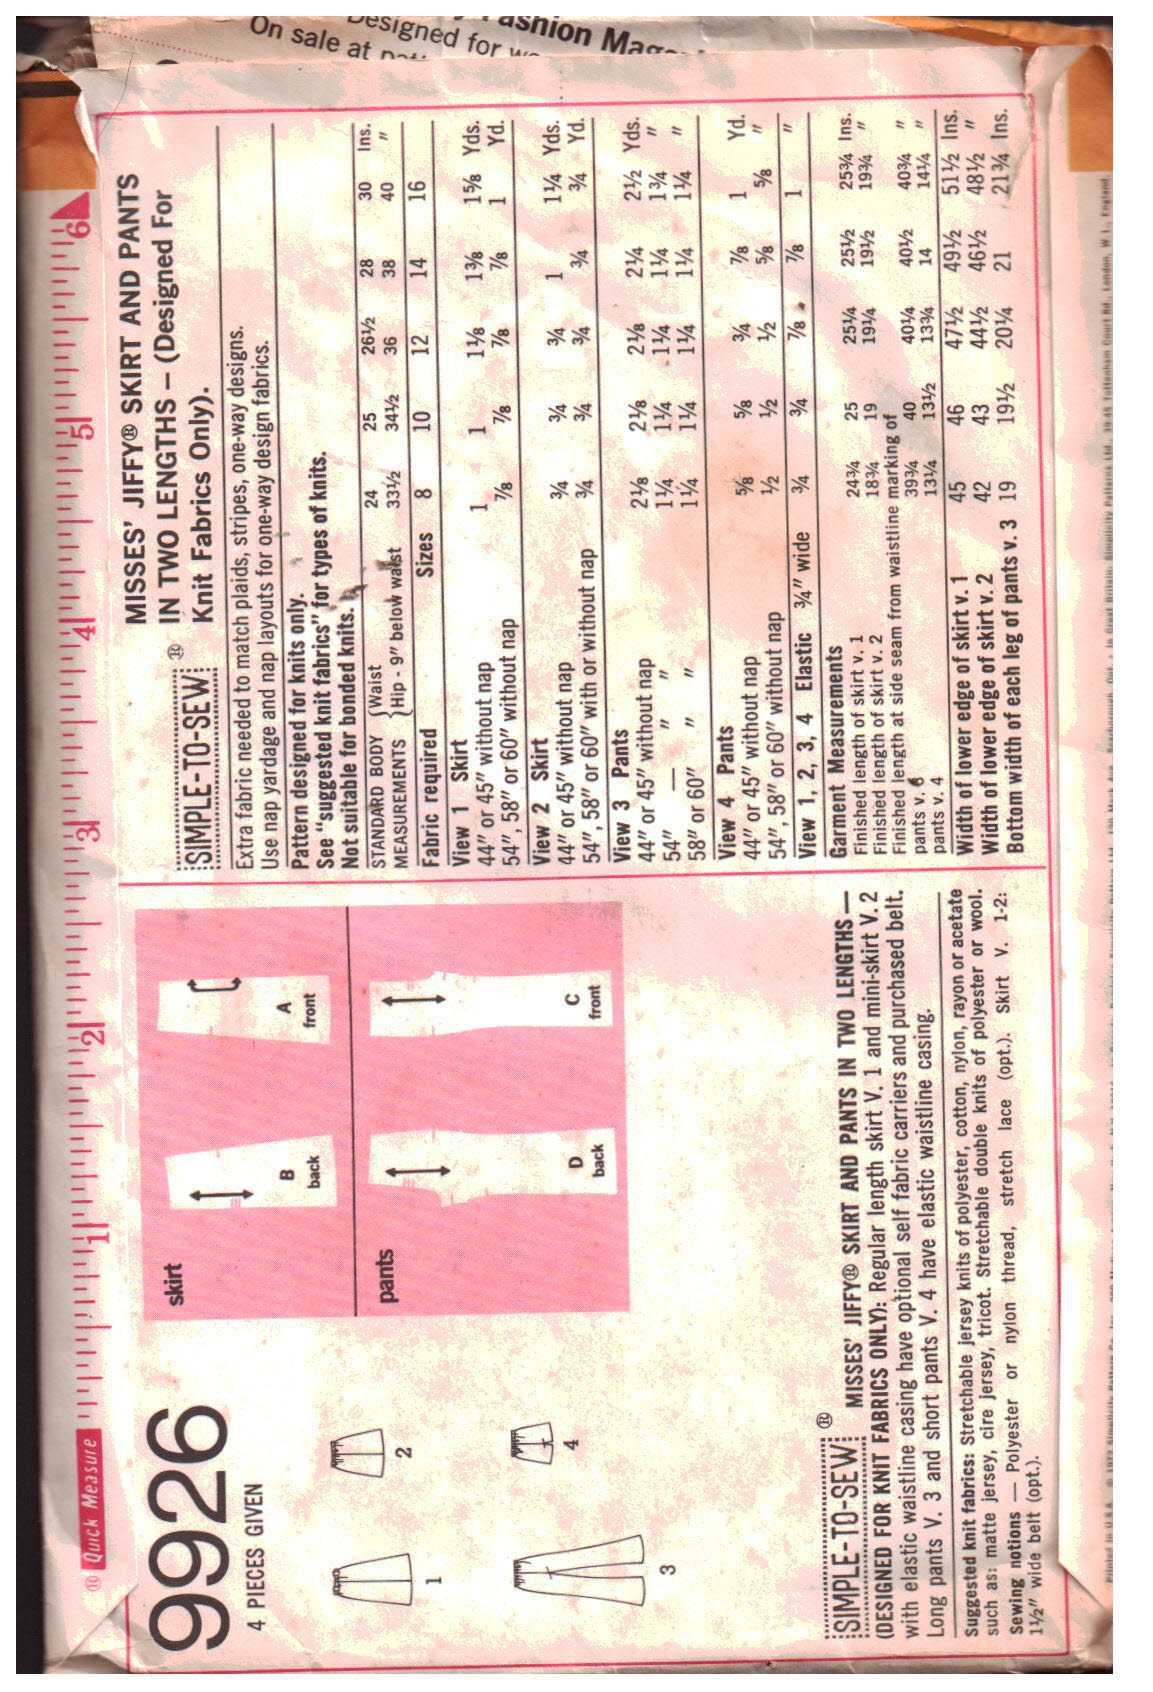 Fashion
On sale at
Designed for
Quick Measure
1 2 3 4 5 6
9926
4 PIECES GIVEN
1
2
3
4
skirt
B
back
A
front
pants
D
back
C
front
SIMPLE-TO-SEW®
MISSES' JIFFY® SKIRT AND PANTS IN TWO LENGTHS—
(DESIGNED FOR KNIT FABRICS ONLY): Regular length skirt V. 1 and mini-skirt V. 2
with elastic waistline casing have optional self fabric carriers and purchased belt.
Long pants V. 3 and short pants V. 4 have elastic waistline casing.
Suggested knit fabrics: Stretchable jersey knits of polyester, cotton, nylon, rayon or acetate
such as: matte jersey, cire jersey, tricot. Stretchable double knits of polyester or wool.
Sewing notions — Polyester or nylon thread, stretch lace (opt.). Skirt V. 1-2:
1½" wide belt (opt.).
SIMPLE-TO-SEW®
MISSES' JIFFY® SKIRT AND PANTS
IN TWO LENGTHS – (Designed For
Knit Fabrics Only).
Extra fabric needed to match plaids, stripes, one-way designs.
Use nap yardage and nap layouts for one-way design fabrics.
Pattern designed for knits only.
See "suggested knit fabrics" for types of knits.
Not suitable for bonded knits.
STANDARD BODY {Waist 24 25 26½ 28 30 Ins.
MEASUREMENTS {Hip - 9" below waist 33½ 34½ 36 38 40 "
Fabric required Sizes 8 10 12 14 16
View 1 Skirt
44" or 45" without nap 1 1 1⅛ 1⅜ 1⅝ Yds.
54", 58" or 60" without nap ⅞ ⅞ ⅞ ⅞ 1 Yd.
View 2 Skirt
44" or 45" without nap ¾ ¾ ¾ 1 1¼ Yds.
54", 58" or 60" with or without nap ¾ ¾ ¾ ¾ ¾ Yd.
View 3 Pants
44" or 45" without nap 2⅛ 2⅛ 2⅛ 2¼ 2½ Yds.
54" — " " 1¼ 1¼ 1¼ 1¼ 1¾ "
58" or 60" " " 1¼ 1¼ 1¼ 1¼ 1¼ "
View 4 Pants
44" or 45" without nap ⅝ ⅝ ¾ ⅞ 1 Yd.
54", 58" or 60" without nap ½ ½ ½ ⅝ ⅝ "
View 1, 2, 3, 4 Elastic ¾" wide ¾ ¾ ⅞ ⅞ 1 "
Garment Measurements
Finished length of skirt v. 1 24¾ 25 25¼ 25½ 25¾ Ins.
Finished length of skirt v. 2 18¾ 19 19¼ 19½ 19¾ "
Finished length at side seam from waistline marking of
pants v. 39¾ 40 40¼ 40½ 40¾ "
pants v. 4 13¼ 13½ 13¾ 14 14¼ "
Width of lower edge of skirt v. 1 45 46 47½ 49½ 51½ Ins.
Width of lower edge of skirt v. 2 42 43 44½ 46½ 48½ "
Bottom width of each leg of pants v. 3 19 19½ 20¼ 21 21¾ Ins.
Printed in U.S.A.